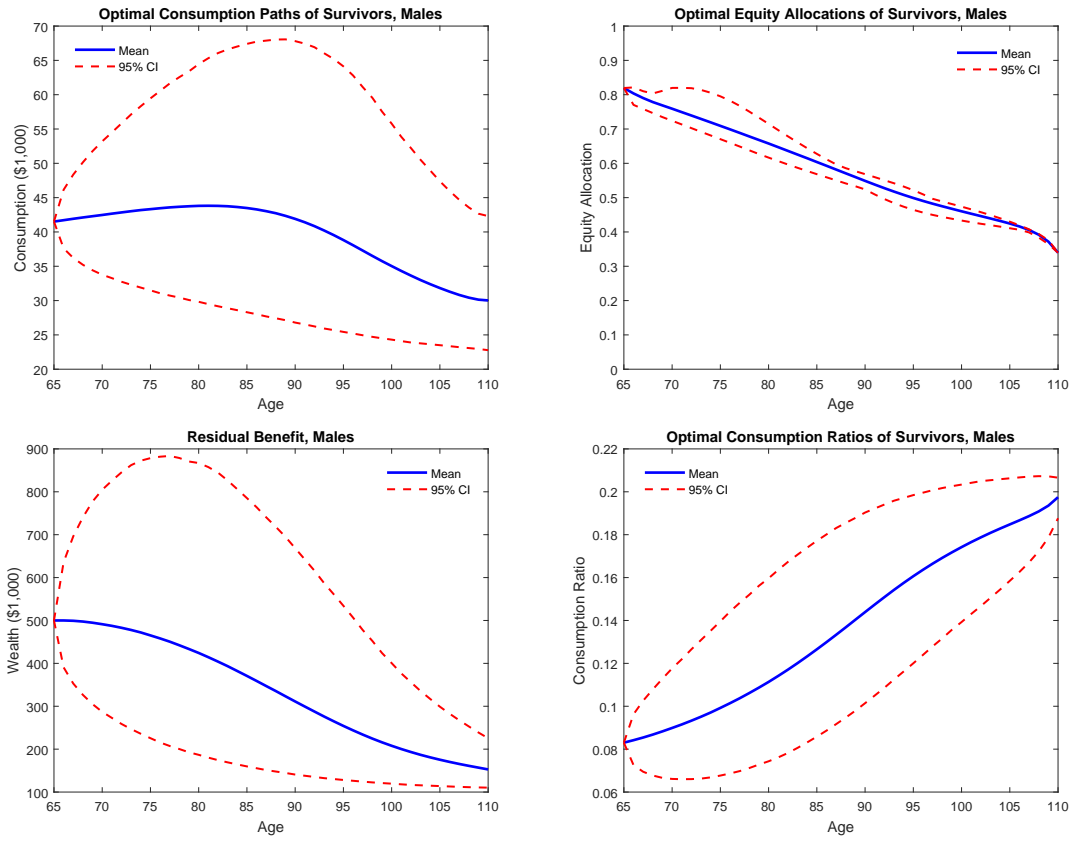 Optimal Consumption Paths of Survivors, Males
70
65
60
55
50
45
40
35
30
25
20
Consumption ($1,000)
Mean
95% CI
65 70 75 80 85 90 95 100 105 110
Age
Optimal Equity Allocations of Survivors, Males
1
0.9
0.8
0.7
0.6
0.5
0.4
0.3
0.2
0.1
0
Equity Allocation
Mean
95% CI
65 70 75 80 85 90 95 100 105 110
Age
Residual Benefit, Males
900
800
700
600
500
400
300
200
100
Wealth ($1,000)
Mean
95% CI
65 70 75 80 85 90 95 100 105 110
Age
Optimal Consumption Ratios of Survivors, Males
0.22
0.2
0.18
0.16
0.14
0.12
0.1
0.08
0.06
Consumption Ratio
Mean
95% CI
65 70 75 80 85 90 95 100 105 110
Age